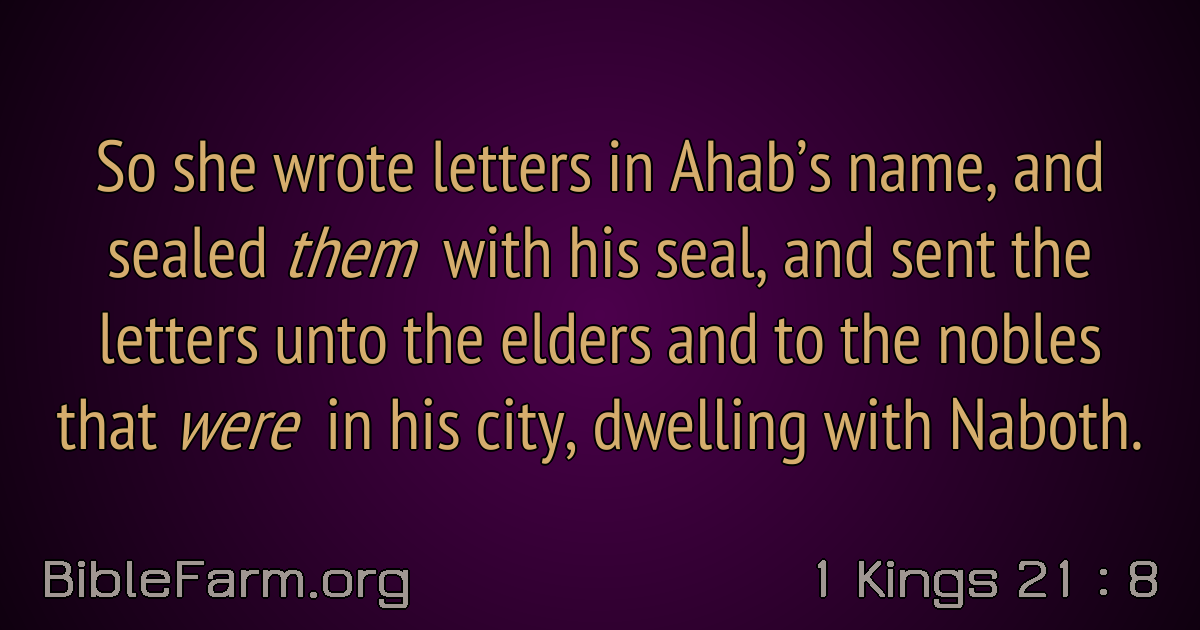 So she wrote letters in Ahab’s name, and
sealed them with his seal, and sent the
letters unto the elders and to the nobles
that were in his city, dwelling with Naboth.
BibleFarm.org
1 Kings 21 : 8